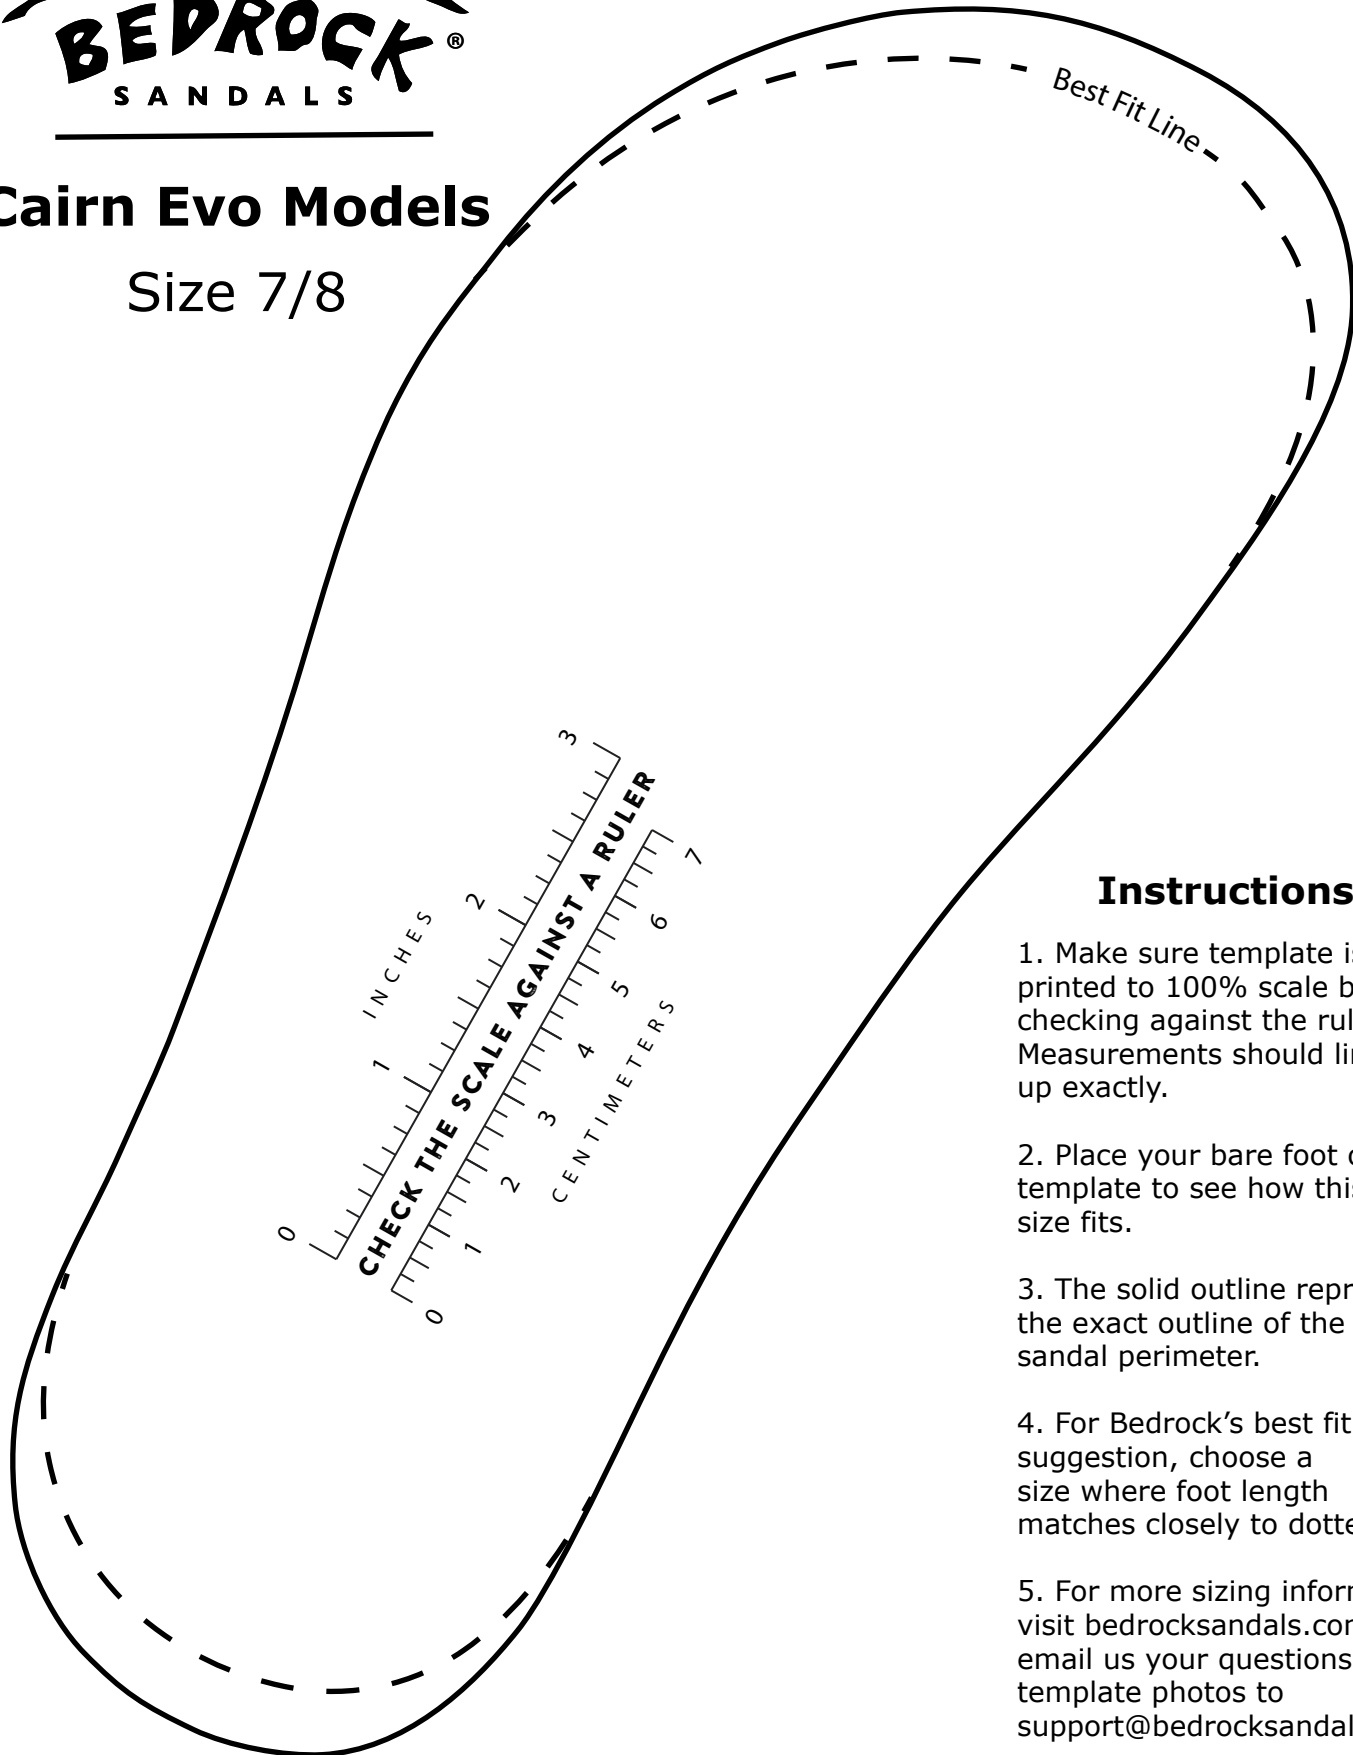 BEDROCK®
SANDALS
Cairn Evo Models
Size 7/8
Best Fit Line
3
2
1
0
INCHES
CHECK THE SCALE AGAINST A RULER
7
6
5
4
3
2
1
0
CENTIMETERS
Instructions
1. Make sure template is
printed to 100% scale b
checking against the rul
Measurements should li
up exactly.
2. Place your bare foot o
template to see how this
size fits.
3. The solid outline repr
the exact outline of the
sandal perimeter.
4. For Bedrock’s best fit
suggestion, choose a
size where foot length
matches closely to dotte
5. For more sizing infor
visit bedrocksandals.co
email us your questions
template photos to
support@bedrocksandal